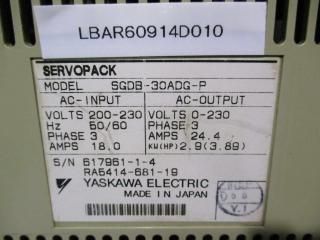 LBAR60914D010
SERVOPACK
MODEL SGDB-30ADG-P
AC-INPUT AC-OUTPUT
VOLTS 200-230 VOLTS 0-230
Hz 50/60 PHASE 3
PHASE 3 AMPS 24.4
AMPS 18.0 KW(HP) 2.9(3.89)
S/N 617961-1-4
RA6414-681-19
YASKAWA ELECTRIC
MADE IN JAPAN
Y.I